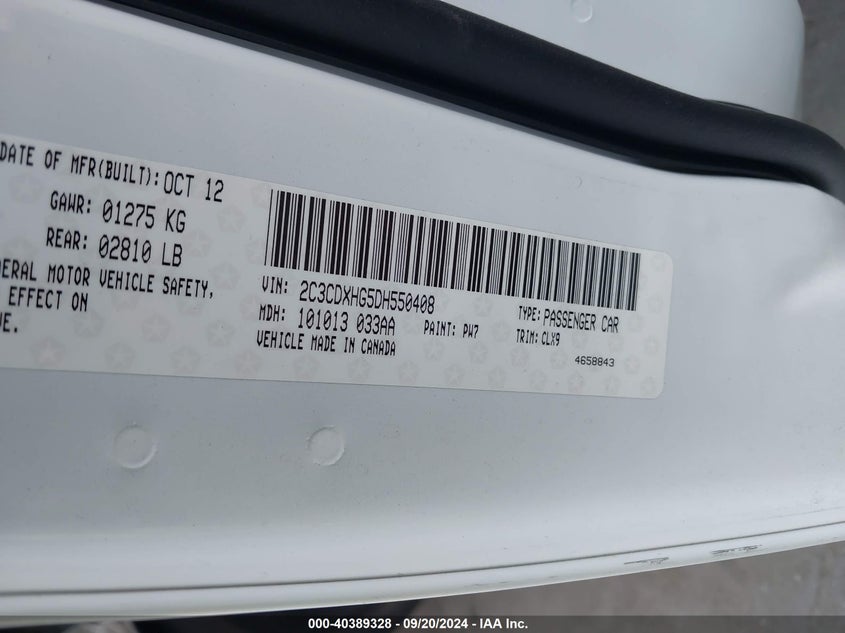 DATE OF MFR(BUILT): OCT 12
GAWR: 01275 KG
REAR: 02810 LB
MOTOR VEHICLE SAFETY,
EFFECT ON
VIN: 2C3CDXHG5DH550408
TYPE: PASSENGER CAR
MDH: 101013 033AA
PAINT: PW7
TRIM: CLX9
VEHICLE MADE IN CANADA
4658843
000-40389328 - 09/20/2024 - IAA Inc.